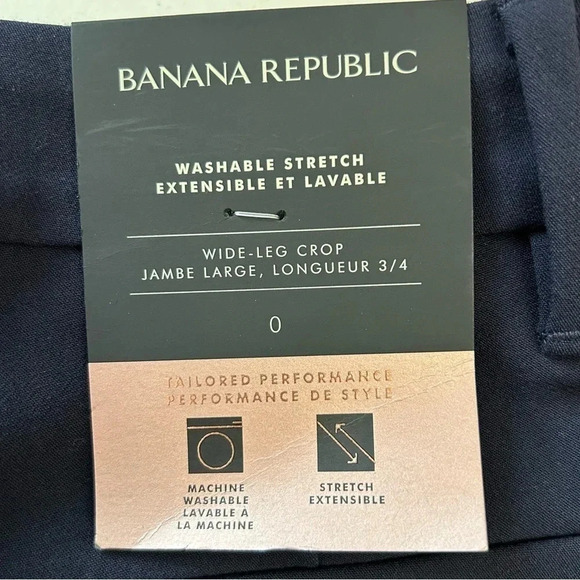 BANANA REPUBLIC
WASHABLE STRETCH
EXTENSIBLE ET LAVABLE
WIDE-LEG CROP
JAMBE LARGE, LONGUEUR 3/4
0
TAILORED PERFORMANCE
PERFORMANCE DE STYLE
MACHINE
WASHABLE
LAVABLE À
LA MACHINE
STRETCH
EXTENSIBLE